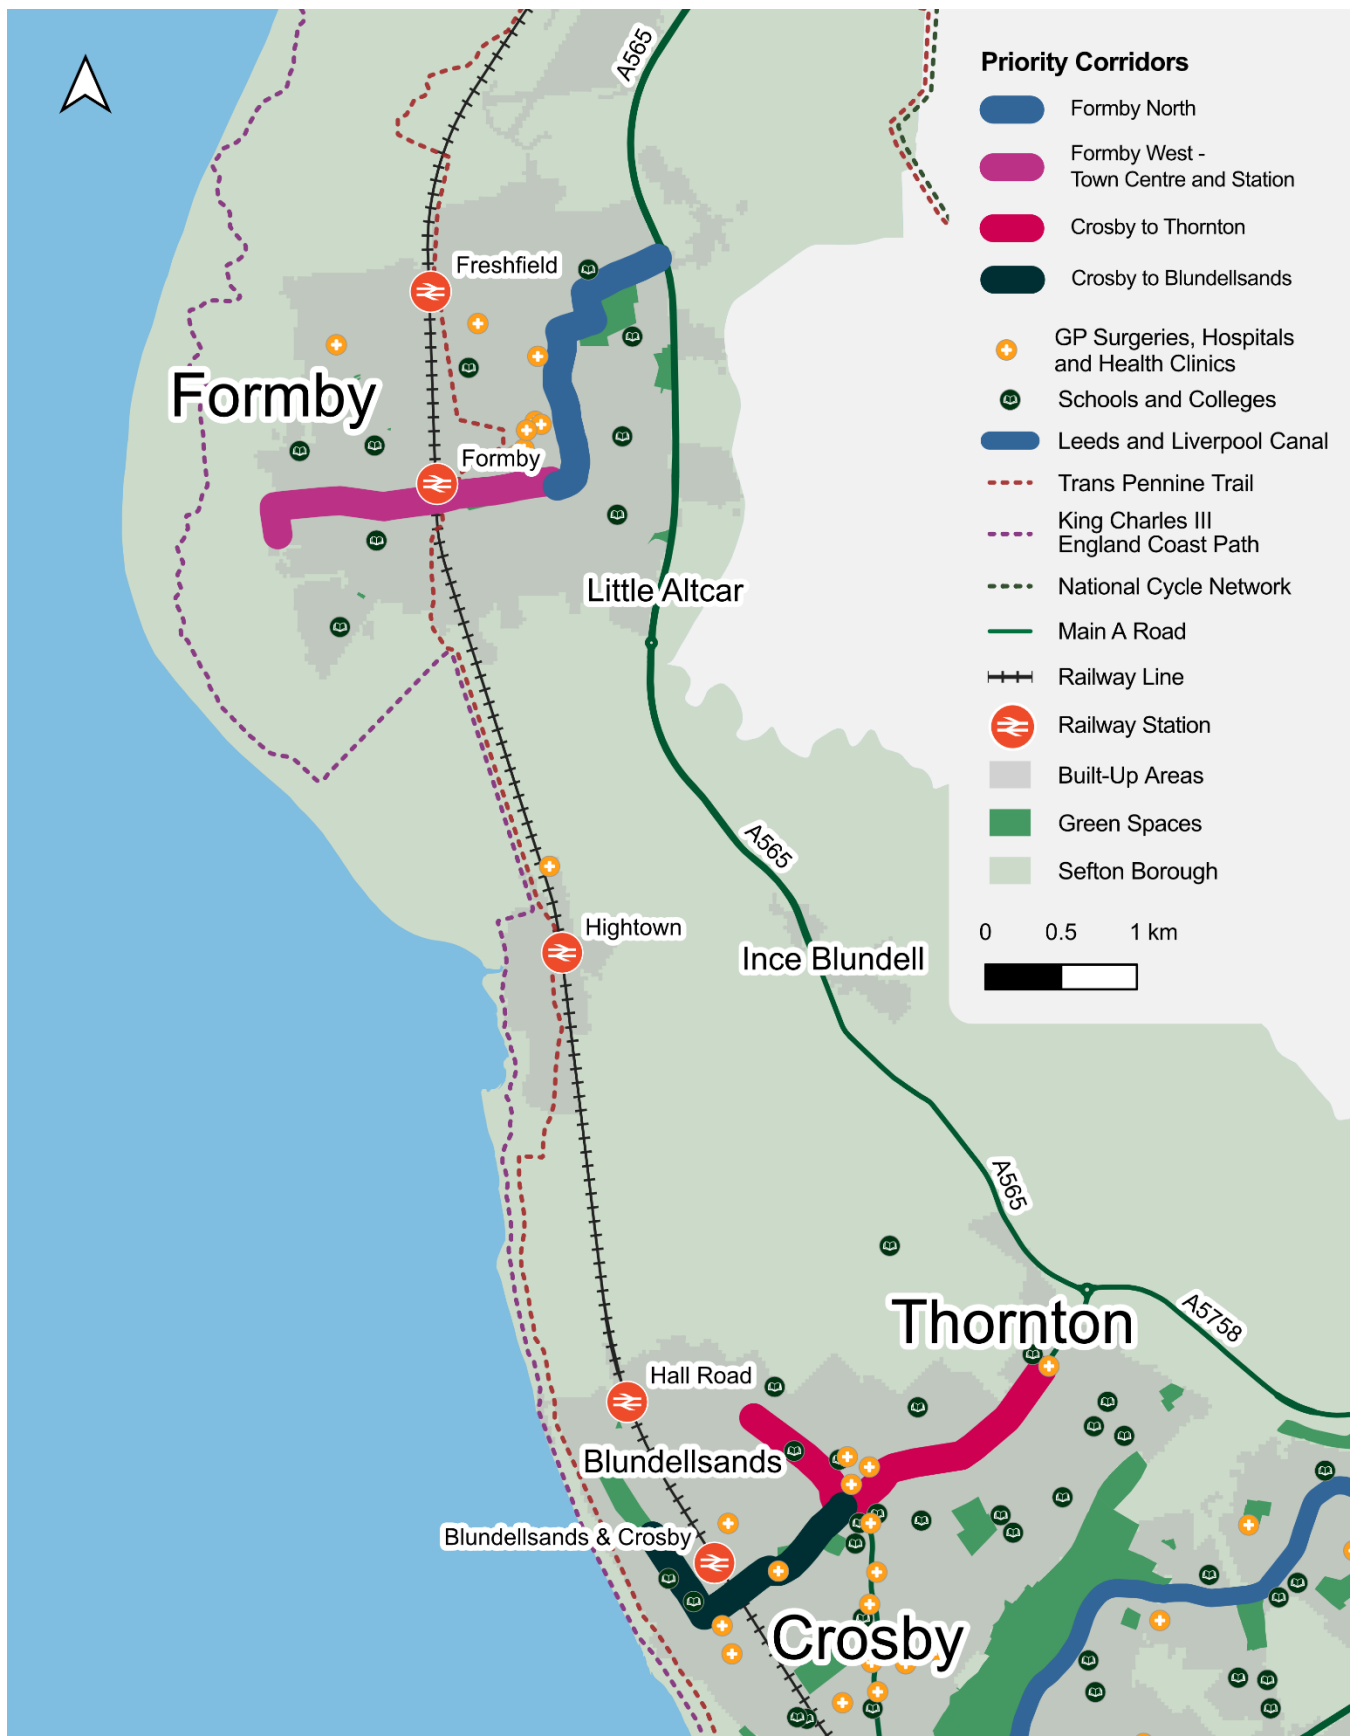 A565
Freshfield
Formby
Formby
Little Altcar
A565
Hightown
Ince Blundell
A565
Thornton
A5758
Hall Road
Blundellsands
Blundellsands & Crosby
Crosby
Priority Corridors
Formby North
Formby West -
Town Centre and Station
Crosby to Thornton
Crosby to Blundellsands
GP Surgeries, Hospitals
and Health Clinics
Schools and Colleges
Leeds and Liverpool Canal
Trans Pennine Trail
King Charles III
England Coast Path
National Cycle Network
Main A Road
Railway Line
Railway Station
Built-Up Areas
Green Spaces
Sefton Borough
0 0.5 1 km